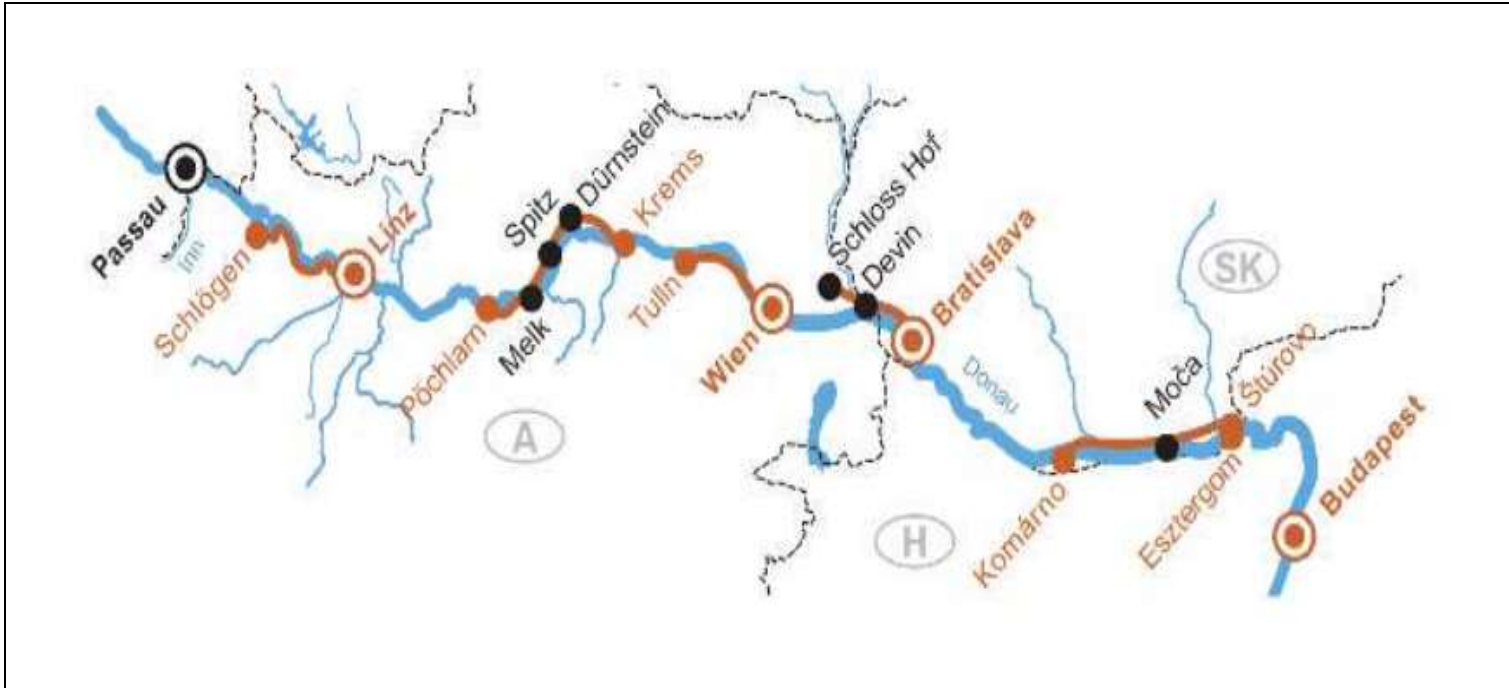 Passau
Inn
Schlögen
Linz
Pöchlarn
Melk
Spitz
Dürnstein
Krems
Tulln
Wien
Schloss Hof
Devin
Bratislava
Donau
Komárno
Moča
Štúrovo
Esztergom
Budapest
A
H
SK